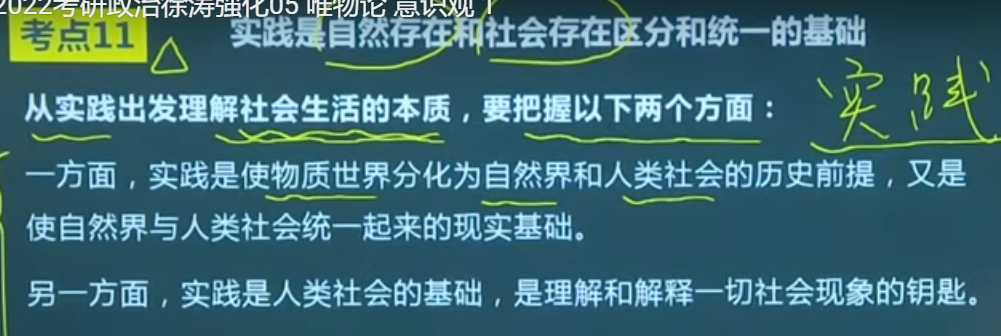 2022考研政治徐涛强化05 唯物论 意识观 1
考点11 实践是自然存在和社会存在区分和统一的基础
实践
从实践出发理解社会生活的本质，要把握以下两个方面：
一方面，实践是使物质世界分化为自然界和人类社会的历史前提，又是
使自然界与人类社会统一起来的现实基础。
另一方面，实践是人类社会的基础，是理解和解释一切社会现象的钥匙。